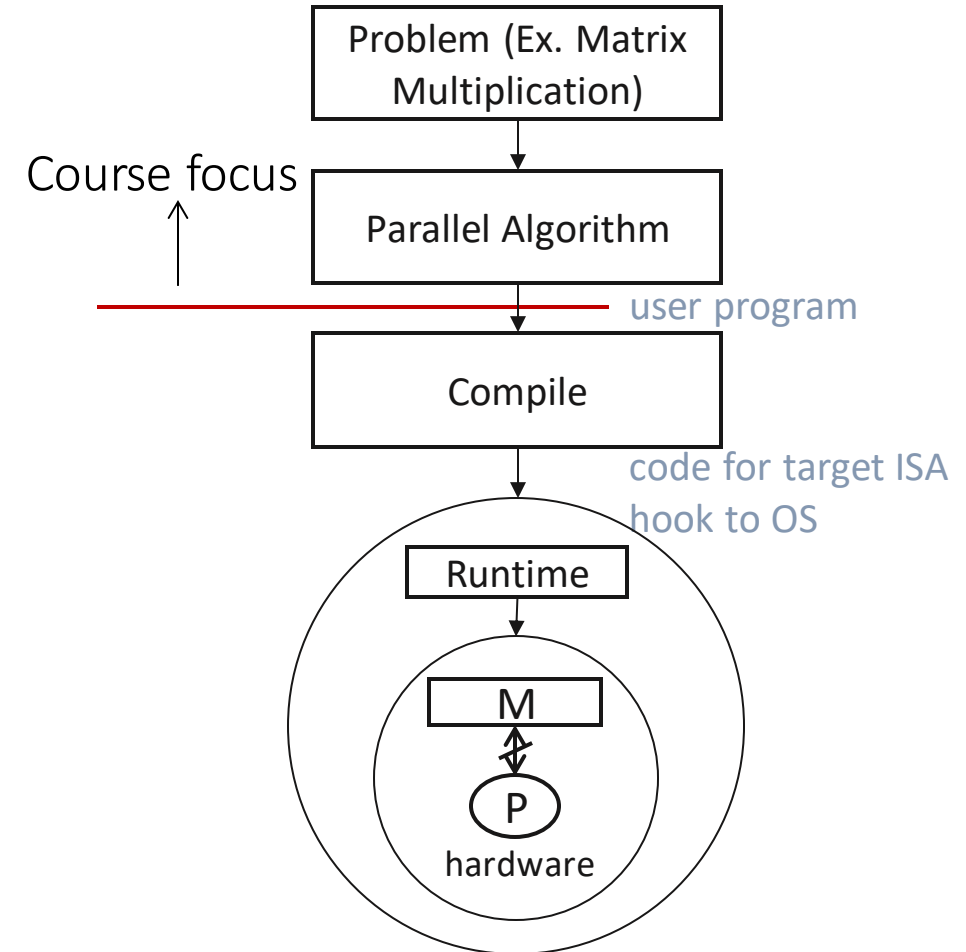 Problem (Ex. Matrix
Multiplication)
Course focus
Parallel Algorithm
user program
Compile
code for target ISA
hook to OS
Runtime
M
P
hardware